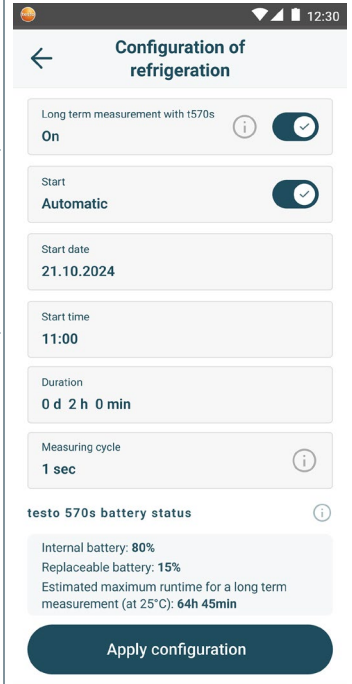 testo
12:30
Configuration of
refrigeration
Long term measurement with t570s
On
Start
Automatic
Start date
21.10.2024
Start time
11:00
Duration
0 d 2 h 0 min
Measuring cycle
1 sec
testo 570s battery status
Internal battery: 80%
Replaceable battery: 15%
Estimated maximum runtime for a long term
measurement (at 25°C): 64h 45min
Apply configuration